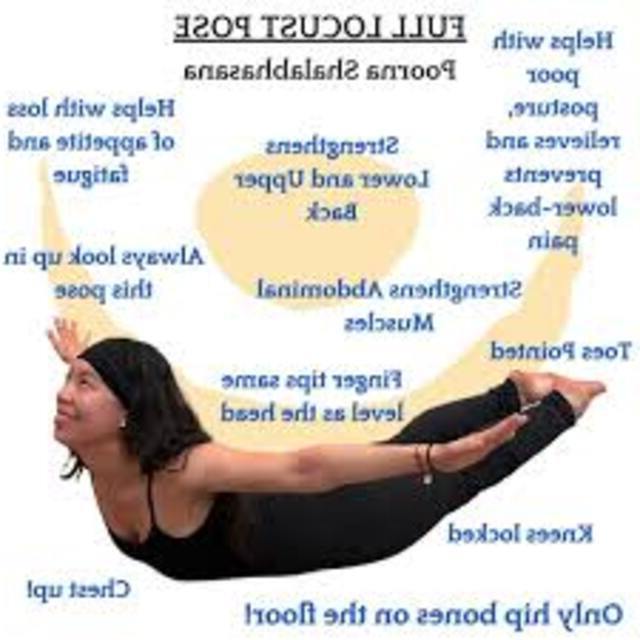 FULL LOCUST POSE
Poorna Shalabhasana
Helps with
poor
posture,
relieves and
prevents
lower-back
pain
Strengthens
Lower and Upper
Back
Helps with loss
of appetite and
fatigue
Always look up in
this pose
Strengthens Abdominal
Muscles
Toes Pointed
Finger tips same
level as the head
Knees locked
Chest up!
Only hip bones on the floor!